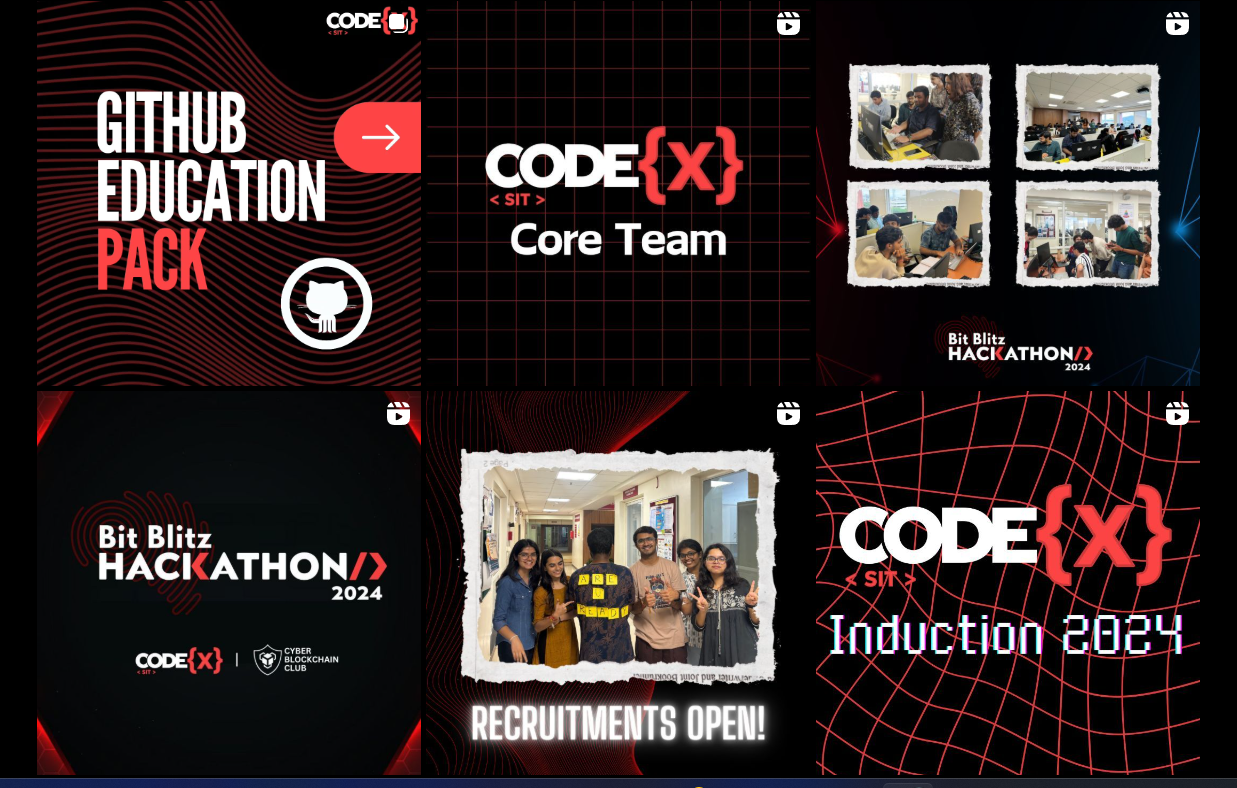 CODE{X}
< SIT >
GITHUB
EDUCATION
PACK
CODE{X}
< SIT >
Core Team
Bit Blitz
HACKATHON/>
2024
Bit Blitz
HACKATHON/>
2024
CODE{X}
< SIT >
CYBER
BLOCKCHAIN
CLUB
ARE
U
READY
RECRUITMENTS OPEN!
CODE{X}
< SIT >
Induction 2024